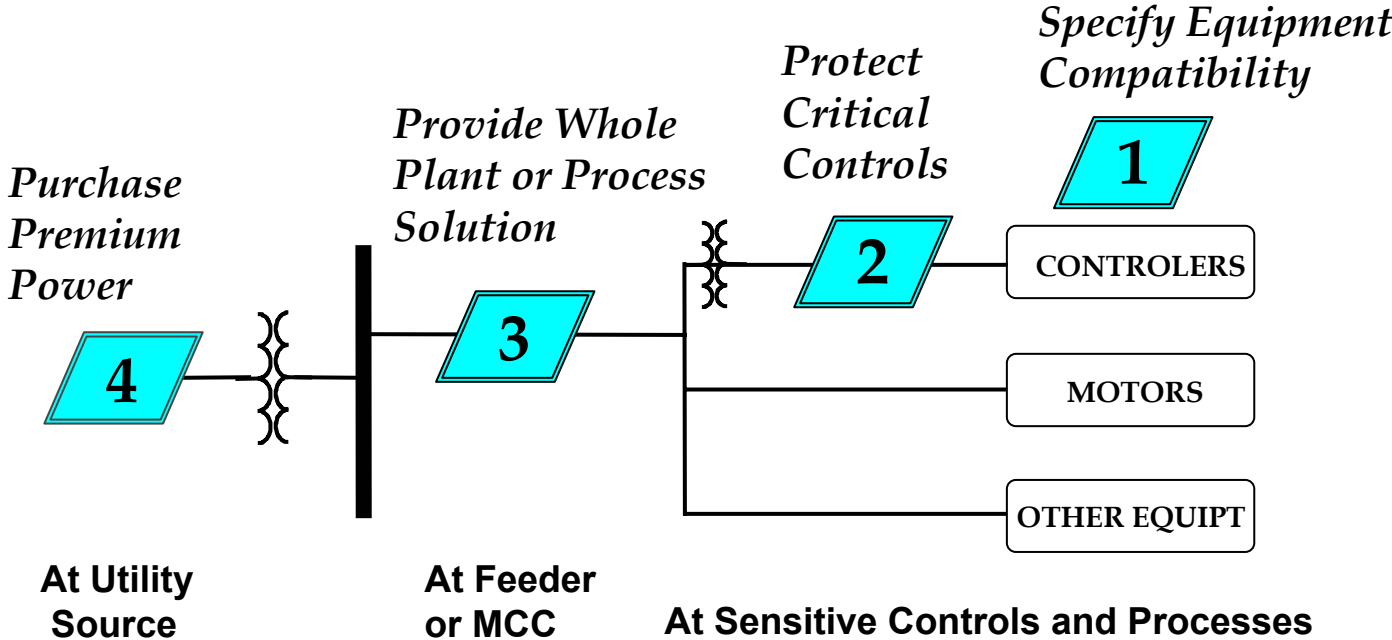 Specify Equipment
Compatibility
1
Protect
Critical
Controls
2
Provide Whole
Plant or Process
Solution
3
Purchase
Premium
Power
4
CONTROLERS
MOTORS
OTHER EQUIPT
At Utility
Source
At Feeder
or MCC
At Sensitive Controls and Processes